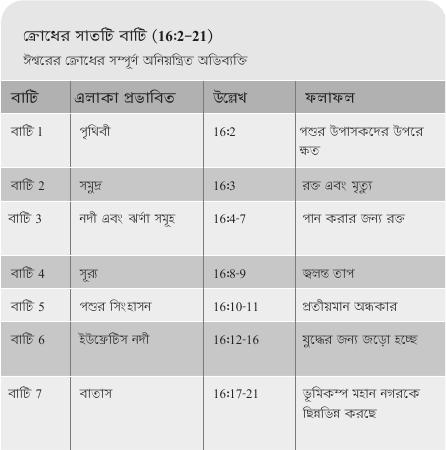 ক্রোধের সাতটি বাটি (16:2–21)
ঈশ্বরের ক্রোধের সম্পূর্ন অনিয়ন্ত্রিত অভিব্যক্তি
বাটি এলাকা প্রভাবিত উল্লেখ ফলাফল
বাটি 1 পৃথিবী 16:2 পশুর উপাসকদের উপরে
ক্ষত
বাটি 2 সমুদ্র 16:3 রক্ত এবং মৃত্যু
বাটি 3 নদী এবং ঝর্ণা সমূহ 16:4-7 পান করার জন্য রক্ত
বাটি 4 সূর্য 16:8-9 জ্বলন্ত তাপ
বাটি 5 পশুর সিংহাসন 16:10-11 প্রতীয়মান অন্ধকার
বাটি 6 ইউফ্রেটিস নদী 16:12-16 যুদ্ধের জন্য জড়ো হচ্ছে
বাটি 7 বাতাস 16:17-21 ভূমিকম্প মহান নগরকে
ছিন্নভিন্ন করছে